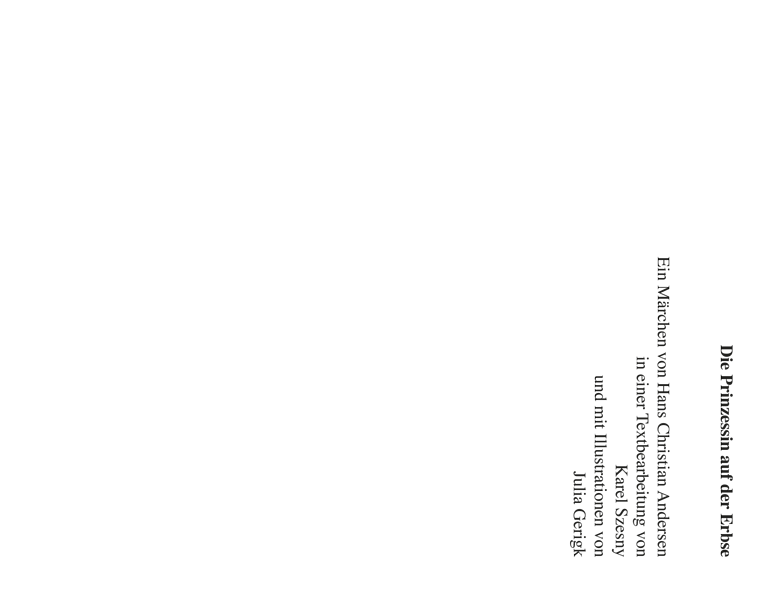 Die Prinzessin auf der Erbse
Ein Märchen von Hans Christian Andersen
in einer Textbearbeitung von
Karel Szesny
und mit Illustrationen von
Julia Gerigk